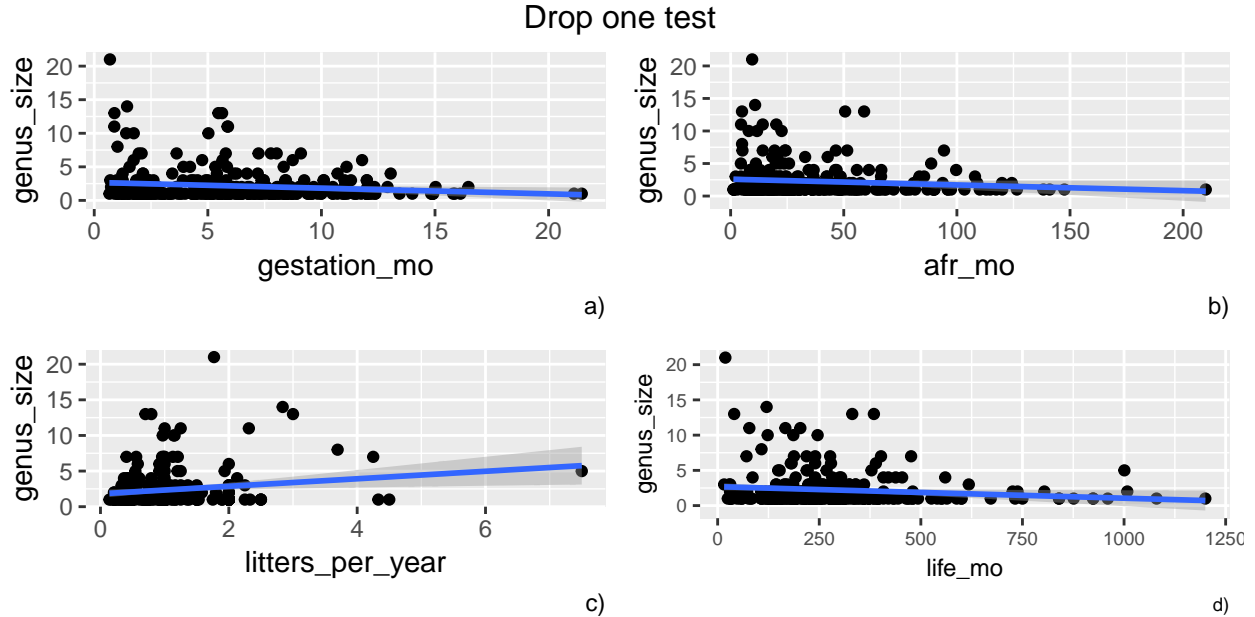 Drop one test
genus_size
20
15
10
5
0
0 5 10 15 20
gestation_mo
a)
genus_size
20
15
10
5
0
0 50 100 150 200
afr_mo
b)
genus_size
20
15
10
5
0
0 2 4 6
litters_per_year
c)
genus_size
20
15
10
5
0
0 250 500 750 1000 1250
life_mo
d)